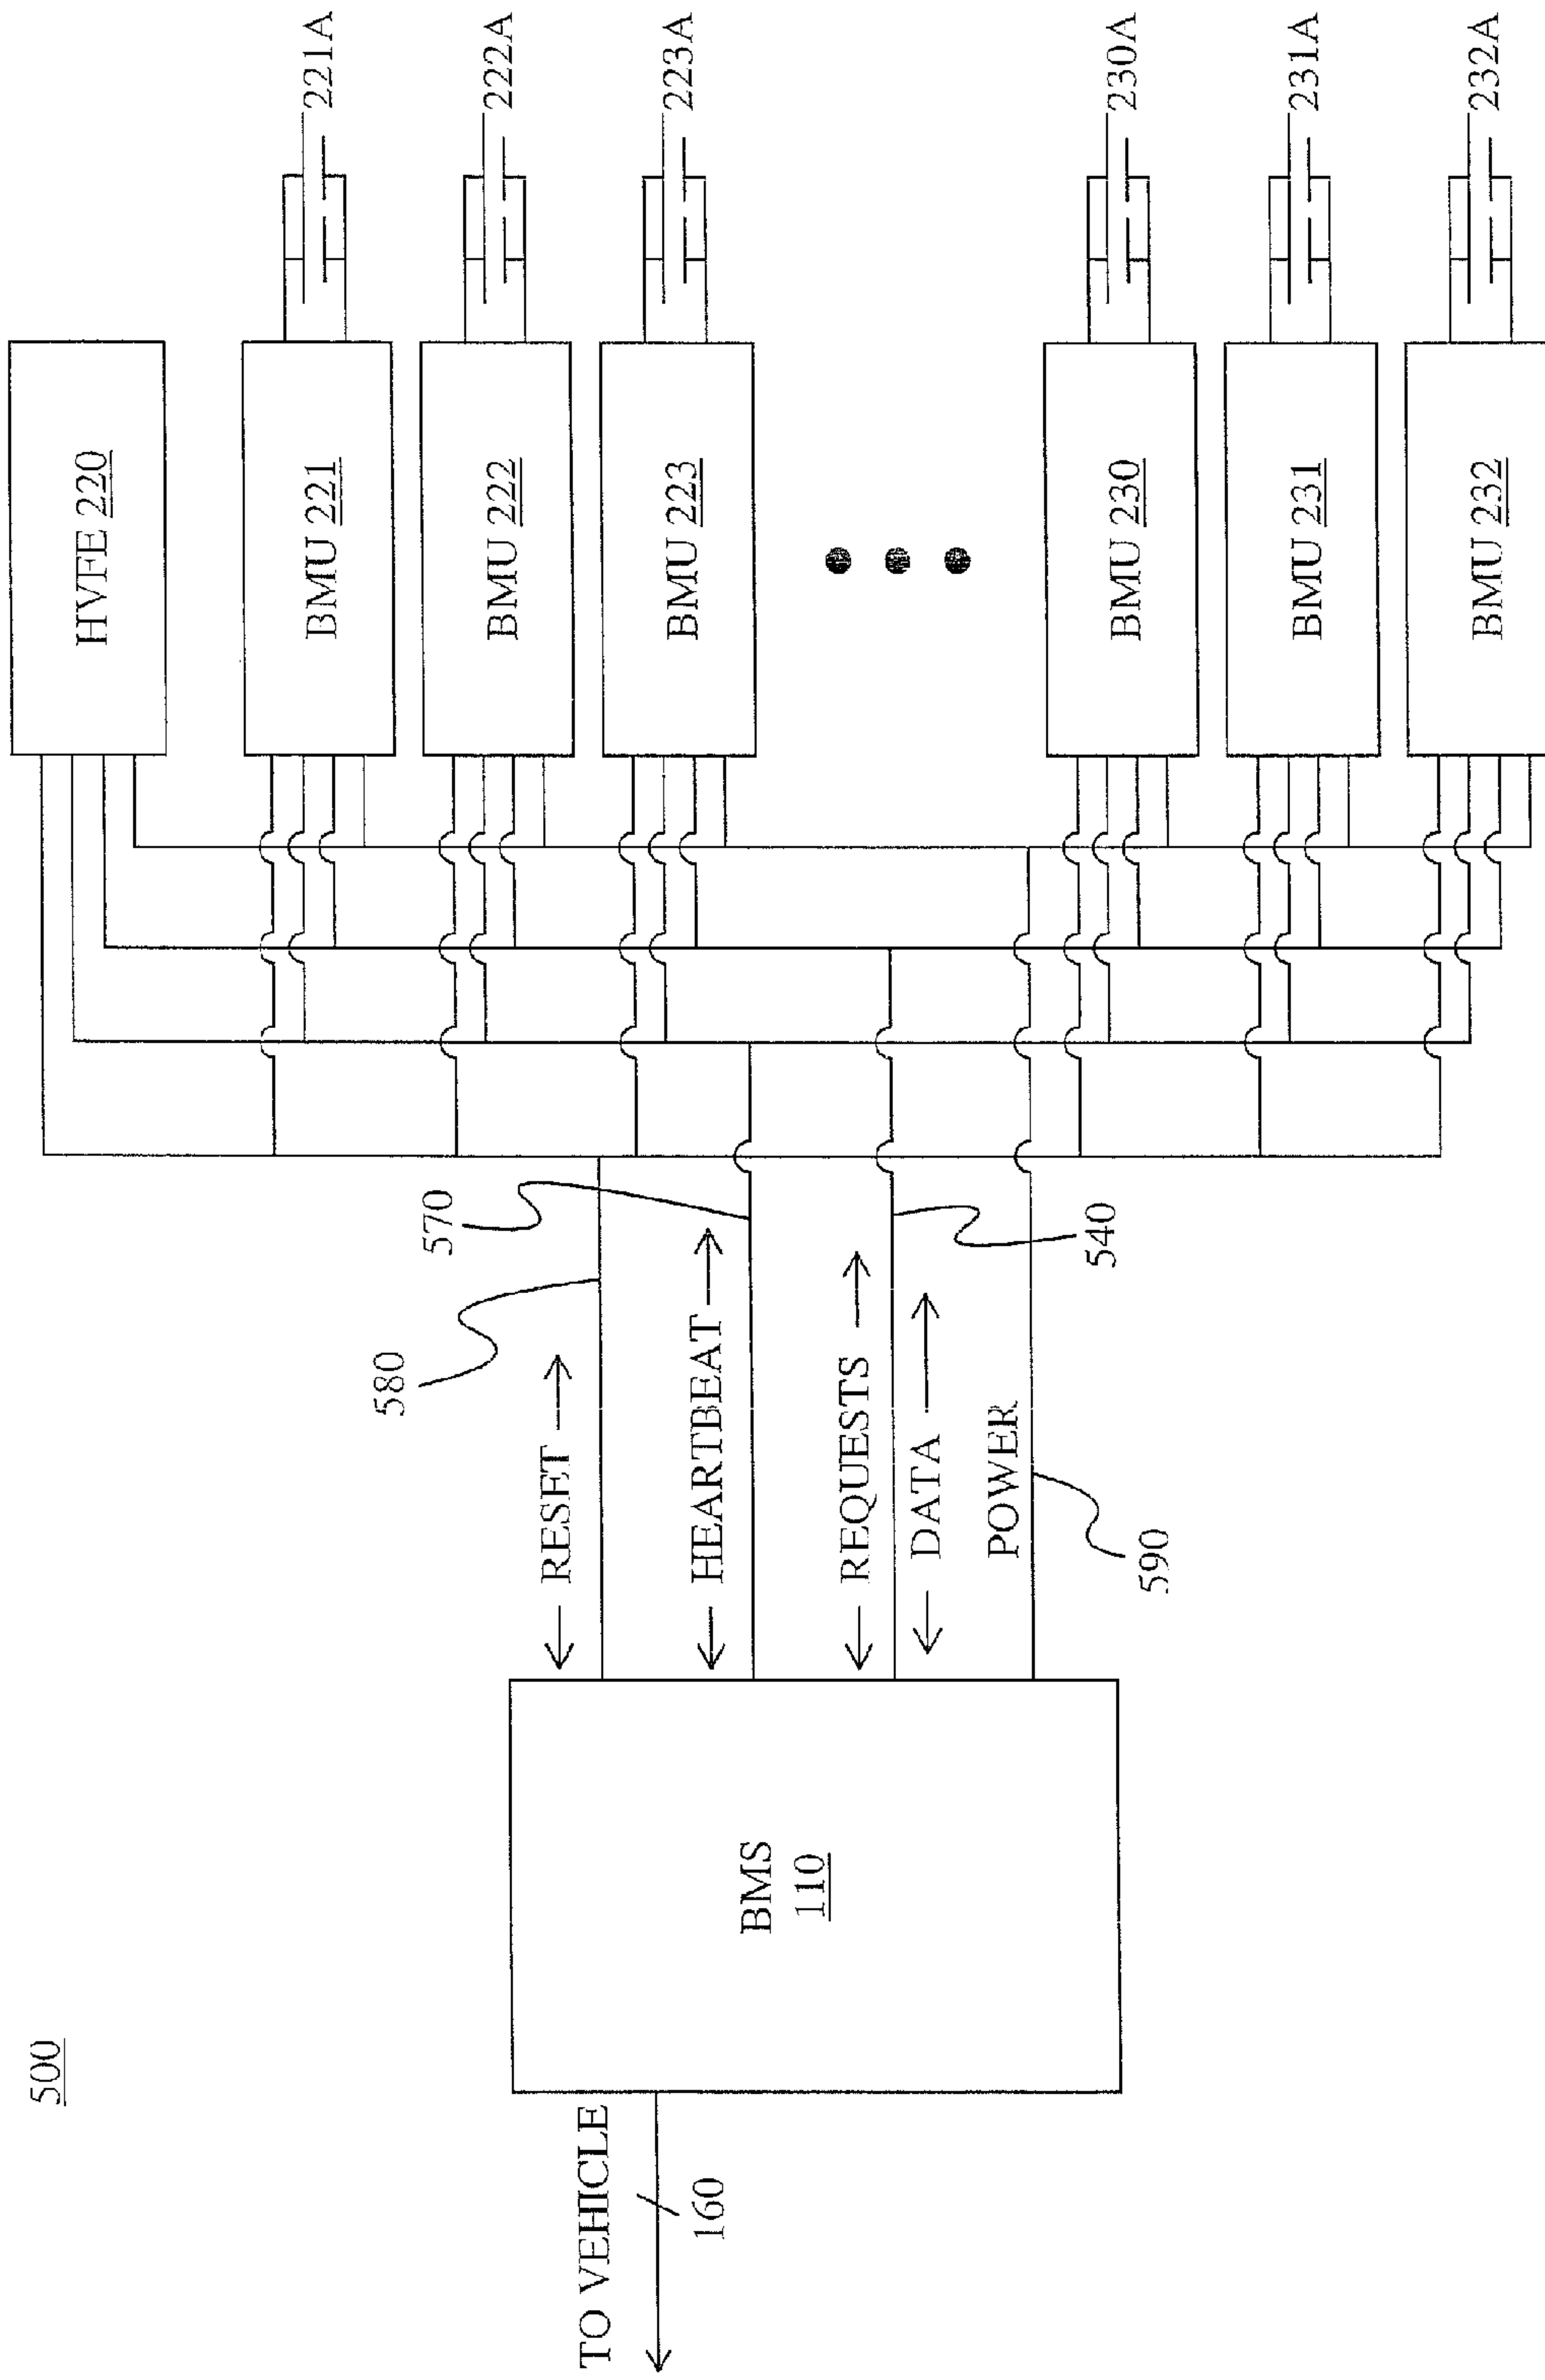 500
TO VEHICLE
160
BMS
110
← RESET →
580
← HEARTBEAT →
570
← REQUESTS →
← DATA →
540
POWER
590
HVFE 220
BMU 221
221A
BMU 222
222A
BMU 223
223A
BMU 230
230A
BMU 231
231A
BMU 232
232A